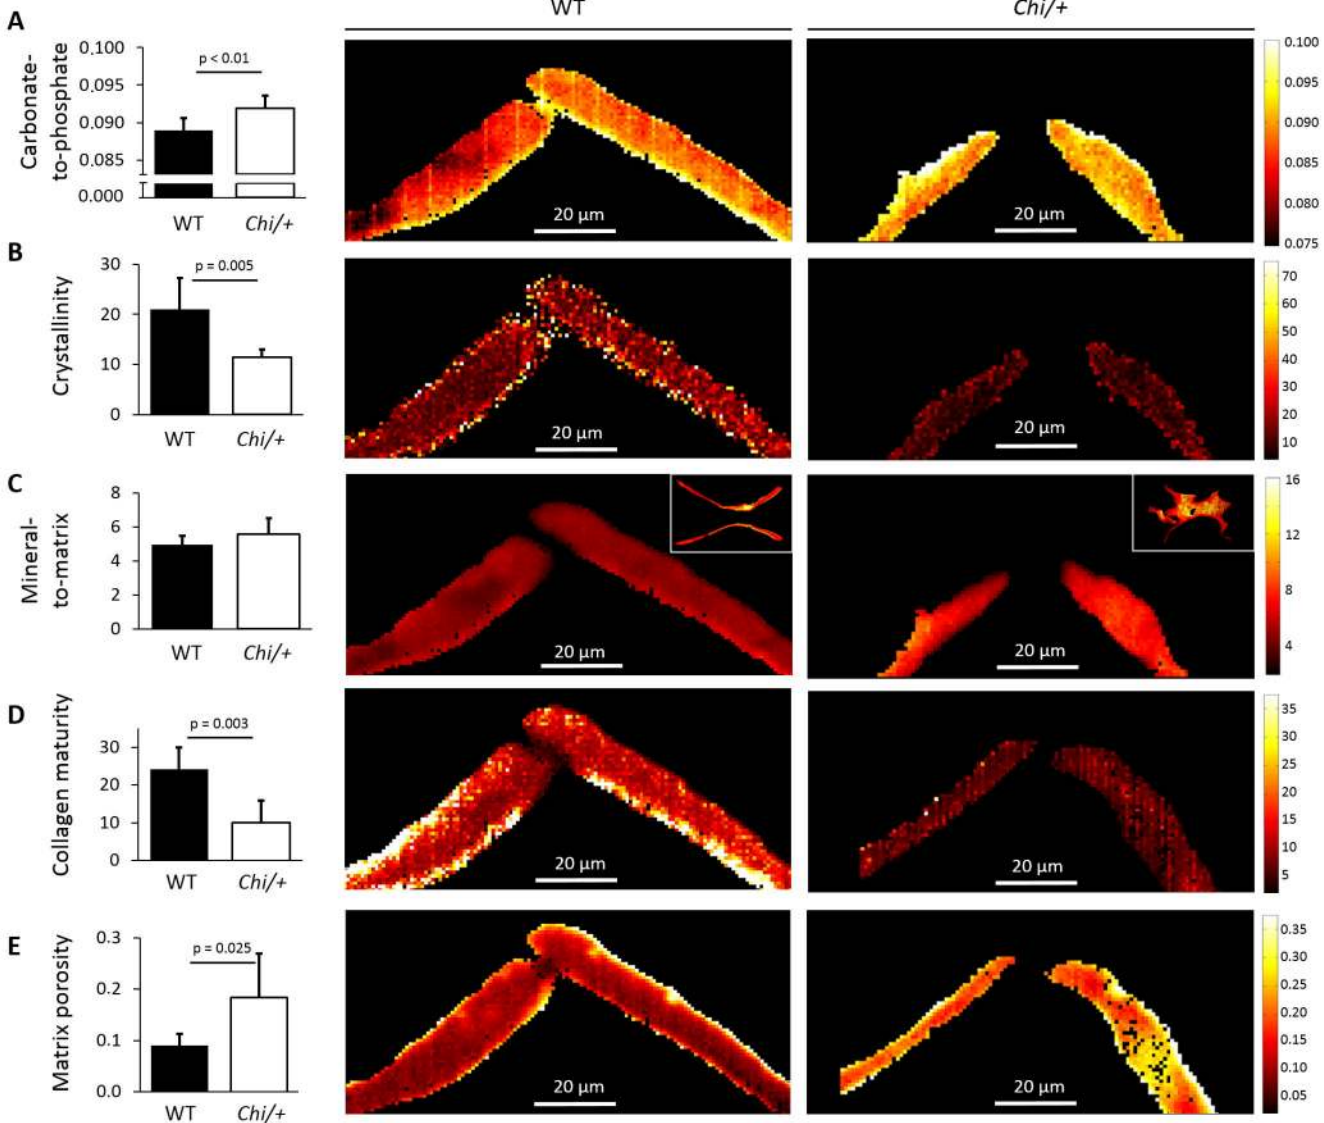 WT
Chi/+
A
Carbonate-
to-phosphate
0.100
0.095
0.090
0.085
0.000
p < 0.01
WT
Chi/+
20 µm
20 µm
0.100
0.095
0.090
0.085
0.080
0.075
B
Crystallinity
30
20
10
0
p = 0.005
WT
Chi/+
20 µm
20 µm
70
60
50
40
30
20
10
C
Mineral-
to-matrix
8
6
4
2
0
WT
Chi/+
20 µm
20 µm
16
12
8
4
D
Collagen maturity
30
20
10
0
p = 0.003
WT
Chi/+
20 µm
20 µm
35
30
25
20
15
10
5
E
Matrix porosity
0.3
0.2
0.1
0.0
p = 0.025
WT
Chi/+
20 µm
20 µm
0.35
0.30
0.25
0.20
0.15
0.10
0.05